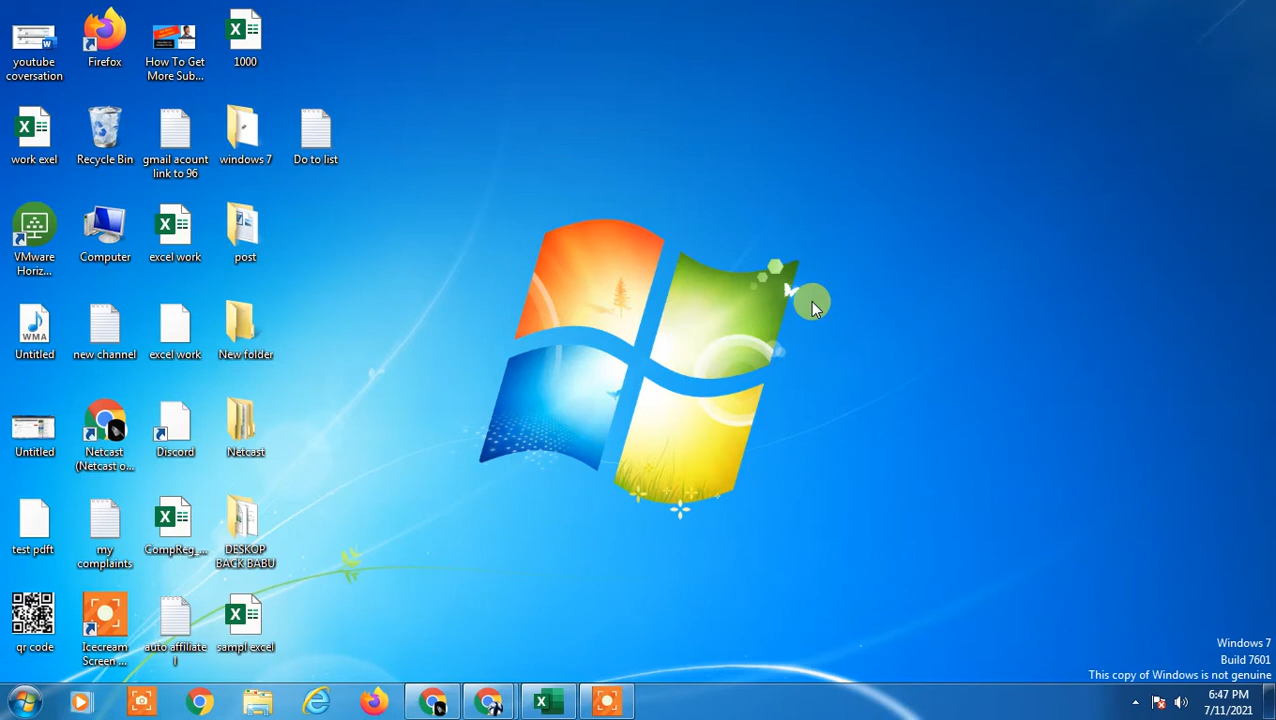 youtube
coversation
Firefox
How To Get
More Sub...
1000
work exel
Recycle Bin
gmail acount
link to 96
windows 7
Do to list
VMware
Horiz...
Computer
excel work
post
WMA
Untitled
new channel
excel work
New folder
Untitled
Netcast
(Netcast o...
Discord
Netcast
test pdft
my
complaints
CompReg_...
DESKOP
BACK BABU
qr code
Icecream
Screen ...
auto affiliate
l
sampl excel
Windows 7
Build 7601
This copy of Windows is not genuine
6:47 PM
7/11/2021